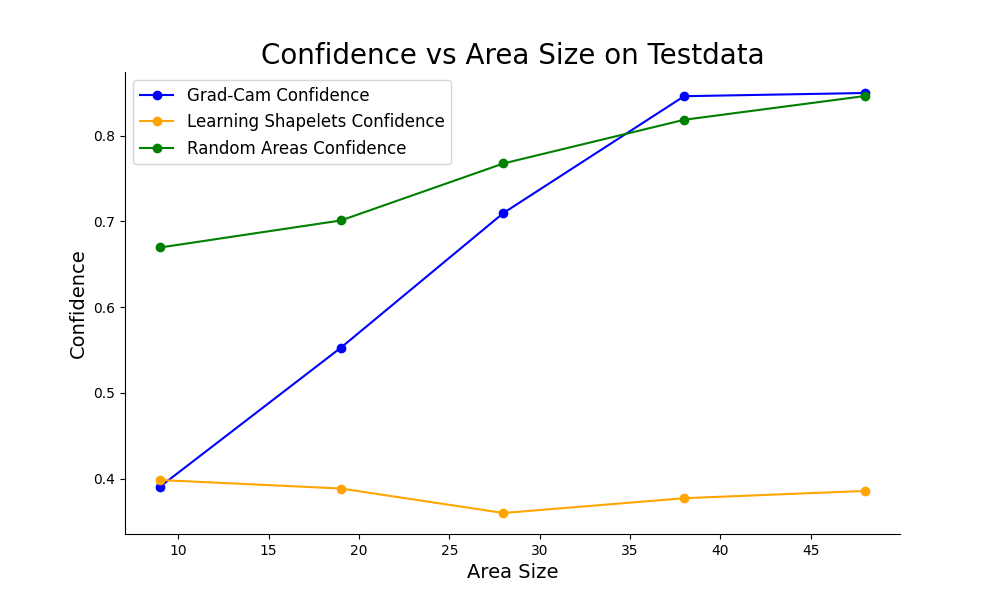 Confidence vs Area Size on Testdata
Grad-Cam Confidence
Learning Shapelets Confidence
Random Areas Confidence
Confidence
0.8
0.7
0.6
0.5
0.4
10 15 20 25 30 35 40 45
Area Size